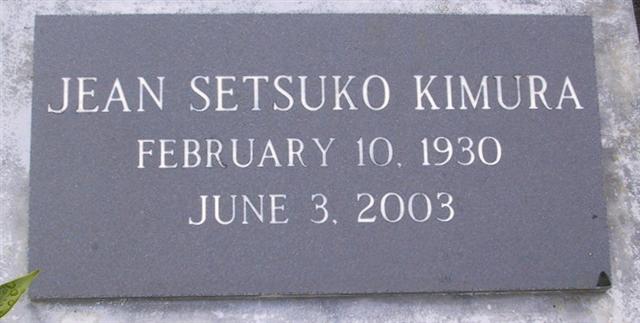 JEAN SETSUKO KIMURA
FEBRUARY 10, 1930
JUNE 3, 2003